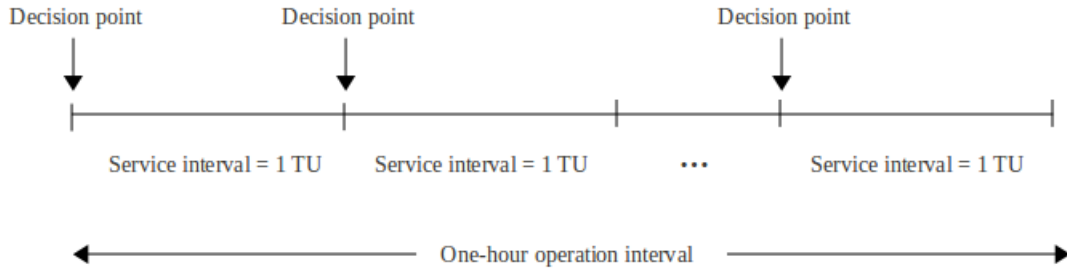 Decision point Decision point Decision point
Service interval = 1 TU Service interval = 1 TU ... Service interval = 1 TU
One-hour operation interval